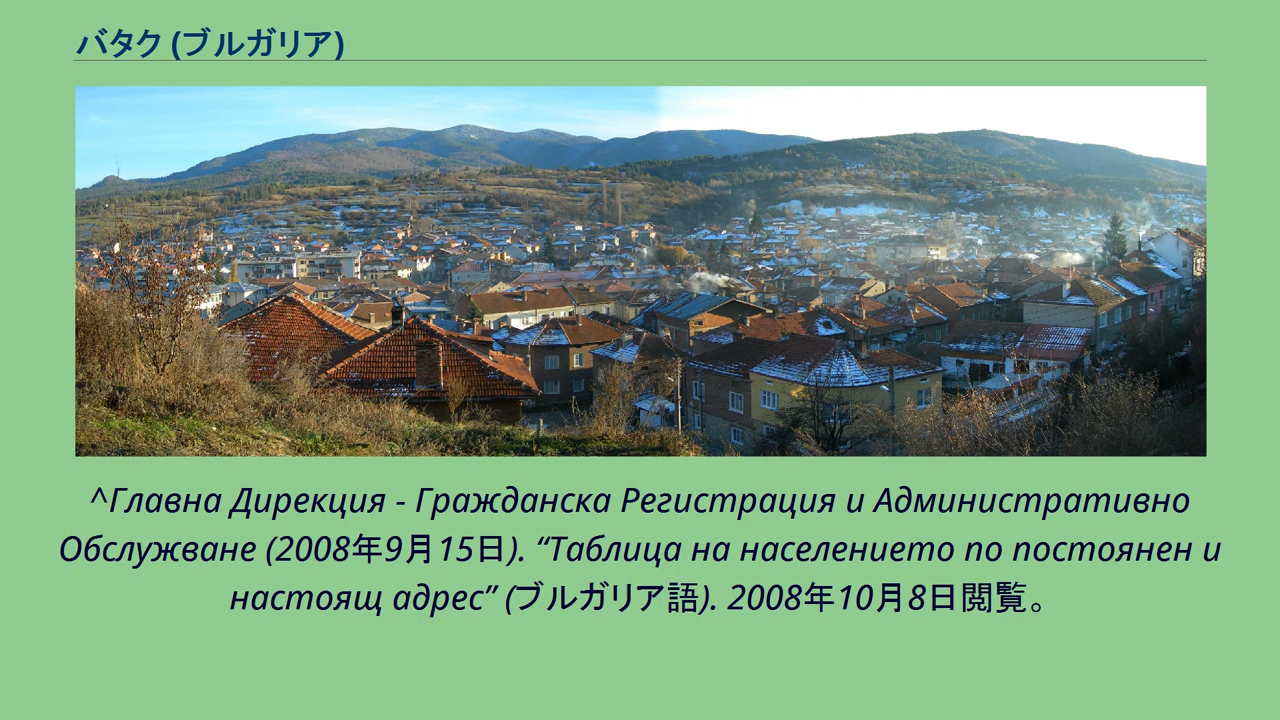 バタク (ブルガリア)
^Главна Дирекция - Гражданска Регистрация и Административно
Обслужване (2008年9月15日). “Таблица на населението по постоянен и
настоящ адрес” (ブルガリア語). 2008年10月8日閲覧。